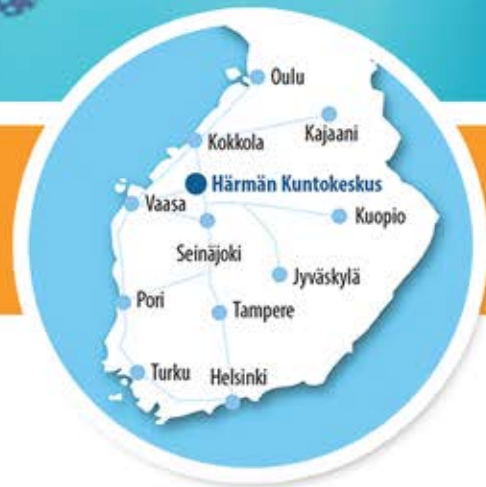 Oulu
Kajaani
Kokkola
Härmän Kuntokeskus
Vaasa
Kuopio
Seinäjoki
Jyväskylä
Pori
Tampere
Turku
Helsinki